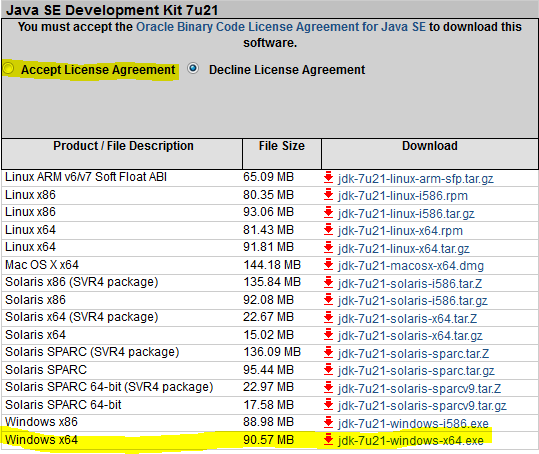 Java SE Development Kit 7u21
You must accept the Oracle Binary Code License Agreement for Java SE to download this
software.
Accept License Agreement Decline License Agreement
Product / File Description File Size Download
Linux ARM v6/v7 Soft Float ABI 65.09 MB jdk-7u21-linux-arm-sfp.tar.gz
Linux x86 80.35 MB jdk-7u21-linux-i586.rpm
Linux x86 93.06 MB jdk-7u21-linux-i586.tar.gz
Linux x64 81.43 MB jdk-7u21-linux-x64.rpm
Linux x64 91.81 MB jdk-7u21-linux-x64.tar.gz
Mac OS X x64 144.18 MB jdk-7u21-macosx-x64.dmg
Solaris x86 (SVR4 package) 135.84 MB jdk-7u21-solaris-i586.tar.Z
Solaris x86 92.08 MB jdk-7u21-solaris-i586.tar.gz
Solaris x64 (SVR4 package) 22.67 MB jdk-7u21-solaris-x64.tar.Z
Solaris x64 15.02 MB jdk-7u21-solaris-x64.tar.gz
Solaris SPARC (SVR4 package) 136.09 MB jdk-7u21-solaris-sparc.tar.Z
Solaris SPARC 95.44 MB jdk-7u21-solaris-sparc.tar.gz
Solaris SPARC 64-bit (SVR4 package) 22.97 MB jdk-7u21-solaris-sparcv9.tar.Z
Solaris SPARC 64-bit 17.58 MB jdk-7u21-solaris-sparcv9.tar.gz
Windows x86 88.98 MB jdk-7u21-windows-i586.exe
Windows x64 90.57 MB jdk-7u21-windows-x64.exe